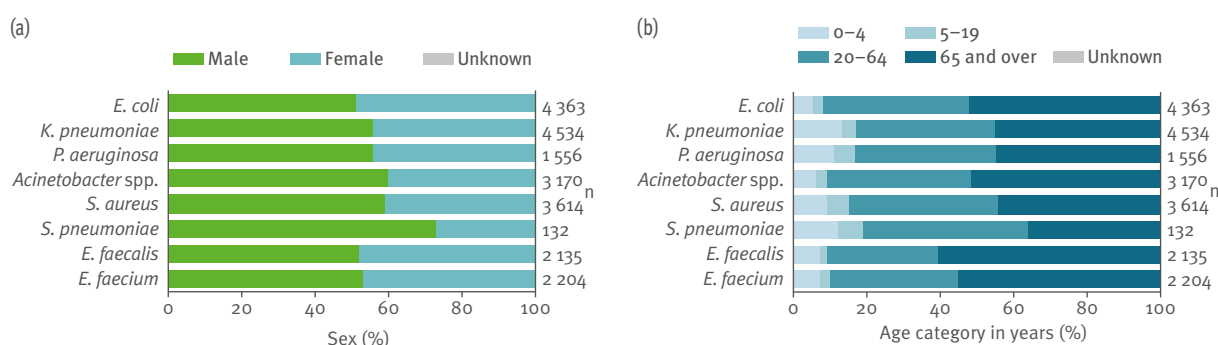 (a)
Male Female Unknown
E. coli 4 363
K. pneumoniae 4 534
P. aeruginosa 1 556
Acinetobacter spp. 3 170
n
S. aureus 3 614
S. pneumoniae 132
E. faecalis 2 135
E. faecium 2 204
0 20 40 60 80 100
Sex (%)
(b)
0–4 5–19
20–64 65 and over Unknown
E. coli 4 363
K. pneumoniae 4 534
P. aeruginosa 1 556
Acinetobacter spp. 3 170
n
S. aureus 3 614
S. pneumoniae 132
E. faecalis 2 135
E. faecium 2 204
0 20 40 60 80 100
Age category in years (%)